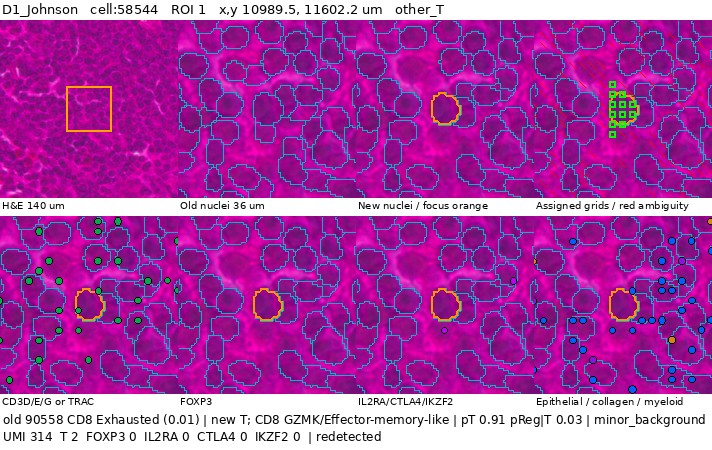 D1_Johnson cell:58544 ROI 1 x,y 10989.5, 11602.2 um other_T
H&E 140 um
Old nuclei 36 um
New nuclei / focus orange
Assigned grids / red ambiguity
CD3D/E/G or TRAC
FOXP3
IL2RA/CTLA4/IKZF2
Epithelial / collagen / myeloid
old 90558 CD8 Exhausted (0.01) | new T; CD8 GZMK/Effector-memory-like | pT 0.91 pReg|T 0.03 | minor_background
UMI 314 T 2 FOXP3 0 IL2RA 0 CTLA4 0 IKZF2 0 | redetected